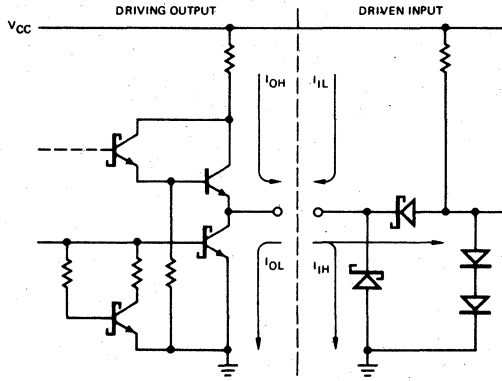 DRIVING OUTPUT
DRIVEN INPUT
VCC
IOH
IIL
IOL
IIH